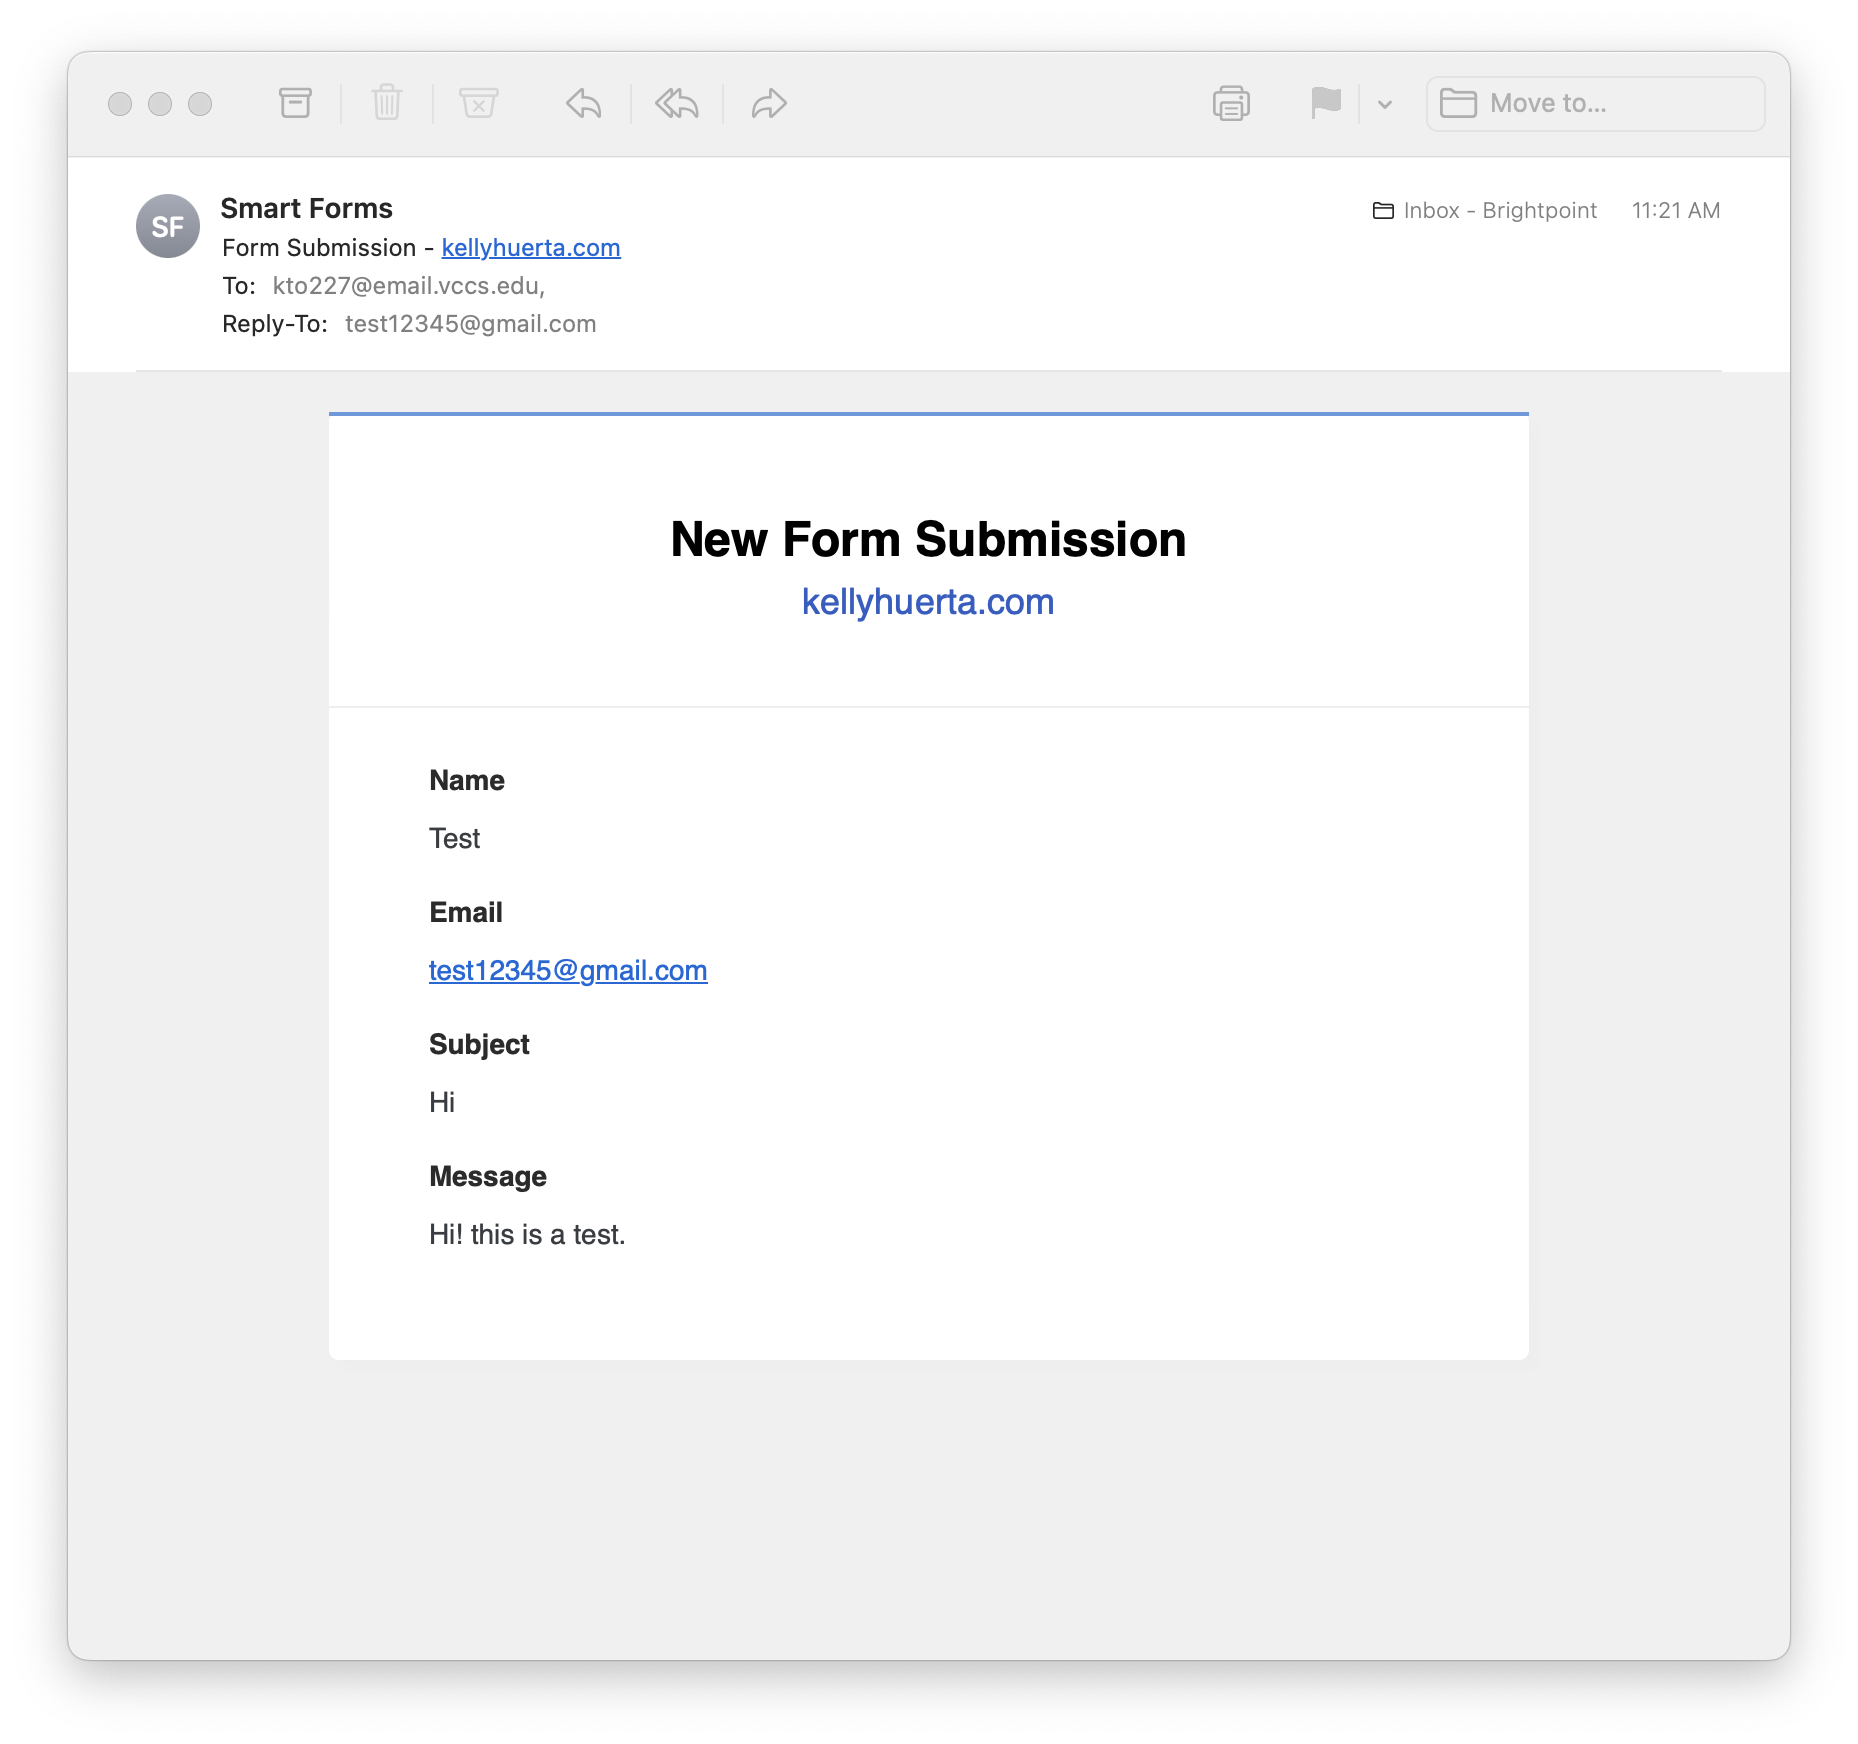 Move to...
SF
Smart Forms
Inbox - Brightpoint 11:21 AM
Form Submission - kellyhuerta.com
To: kto227@email.vccs.edu,
Reply-To: test12345@gmail.com
New Form Submission
kellyhuerta.com
Name
Test
Email
test12345@gmail.com
Subject
Hi
Message
Hi! this is a test.